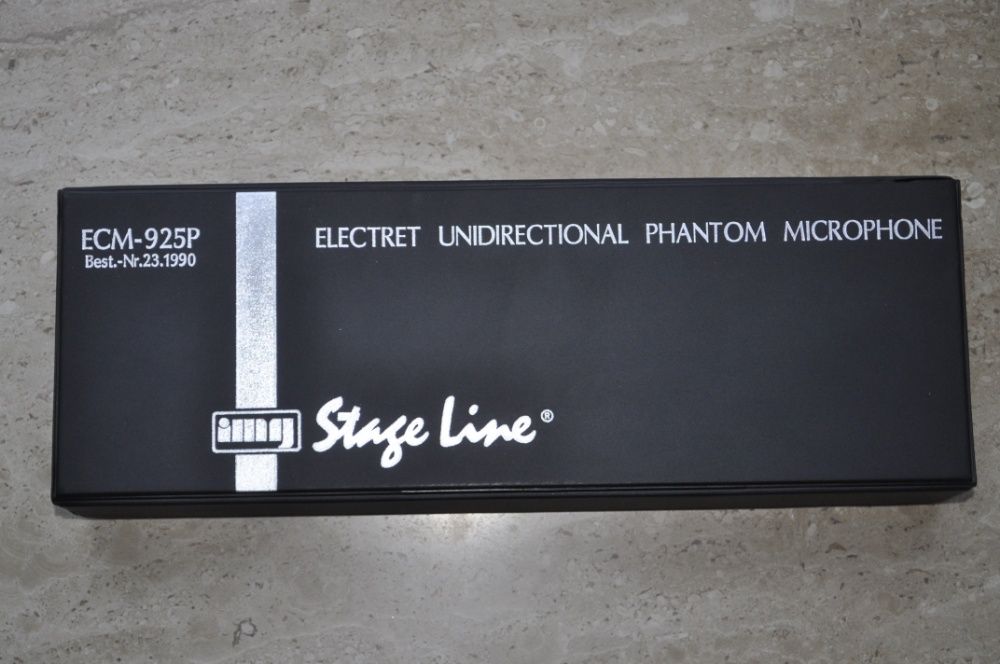 ECM-925P
Best.-Nr.23.1990
ELECTRET UNIDIRECTIONAL PHANTOM MICROPHONE
img Stage Line®